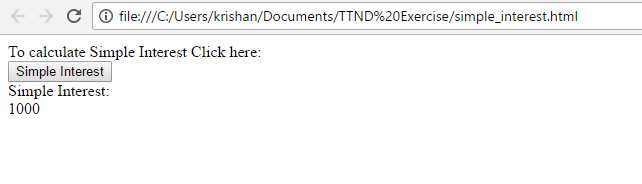 file:///C:/Users/krishan/Documents/TTND%20Exercise/simple_interest.html
To calculate Simple Interest Click here:
Simple Interest
Simple Interest:
1000